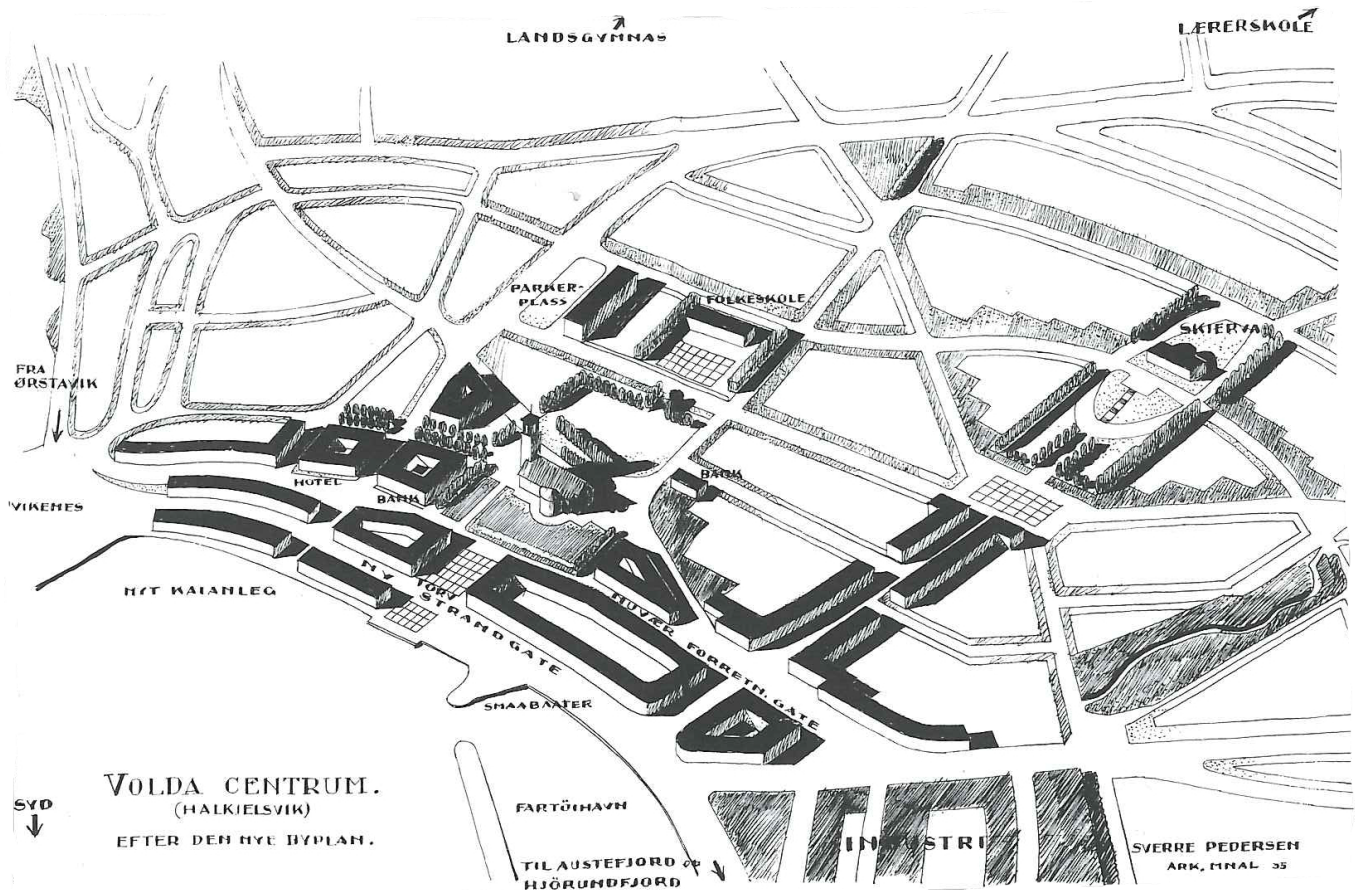 LANDSGYMNAS
LÆRERSKOLE
PARKER-
PLASS
FOLKESKOLE
SKIERVA
FRA
ØRSTAVIK
HOTEL
BANK
BANK
VIKENES
NYT KAIANLEG
NY STRANDGATE
TORV
NUVÆR FORRETN. GATE
SMAABAATER
VOLDA CENTRUM.
(HALKIELSVIK)
EFTER DEN NYE BYPLAN.
SYD
FARTÖIHAVN
TIL AUSTEFJORD OG
HJÖRUNDFJORD
INDUSTRI
SVERRE PEDERSEN
ARK. MNAL 35